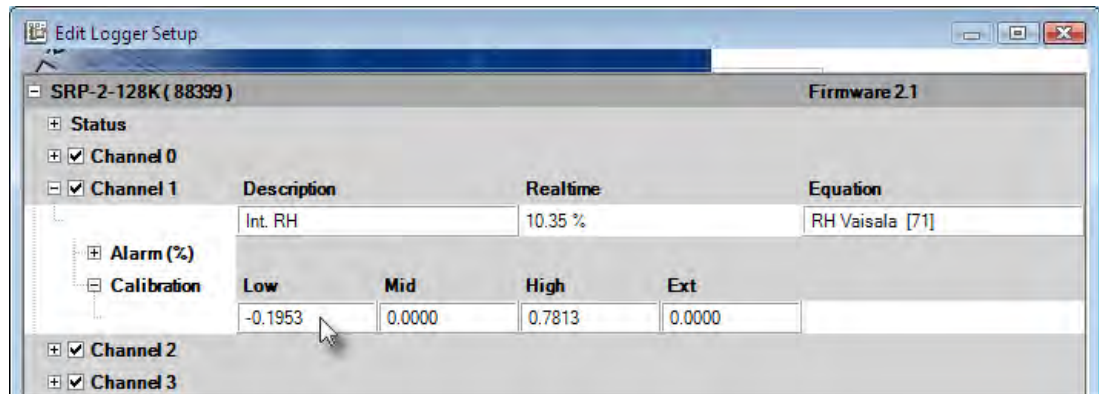 Edit Logger Setup
SRP-2-128K ( 88399 ) Firmware 2.1
Status
Channel 0
Channel 1 Description Realtime Equation
Int. RH 10.35 % RH Vaisala [71]
Alarm (%)
Calibration Low Mid High Ext
-0.1953 0.0000 0.7813 0.0000
Channel 2
Channel 3